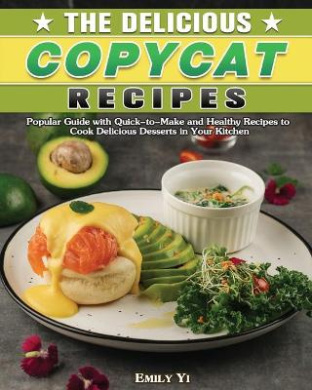 THE DELICIOUS
COPYCAT
RECIPES
Popular Guide with Quick-to-Make and Healthy Recipes to
Cook Delicious Desserts in Your Kitchen
Emily Yi